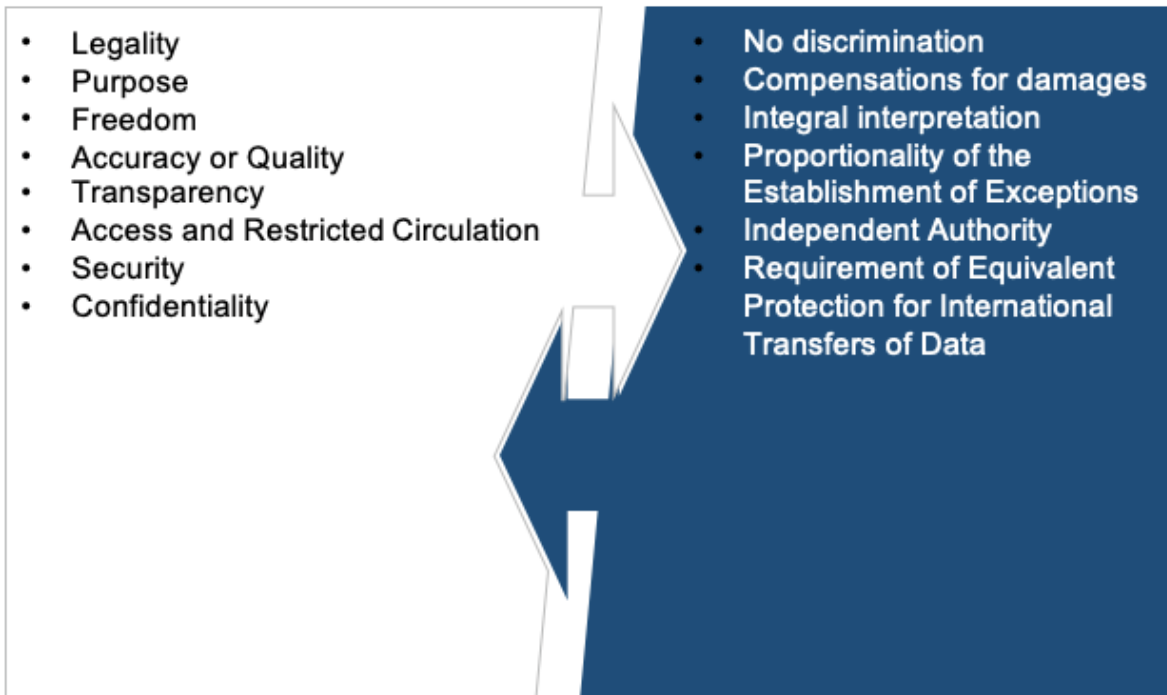 • Legality
• Purpose
• Freedom
• Accuracy or Quality
• Transparency
• Access and Restricted Circulation
• Security
• Confidentiality
• No discrimination
• Compensations for damages
• Integral interpretation
• Proportionality of the
Establishment of Exceptions
• Independent Authority
• Requirement of Equivalent
Protection for International
Transfers of Data